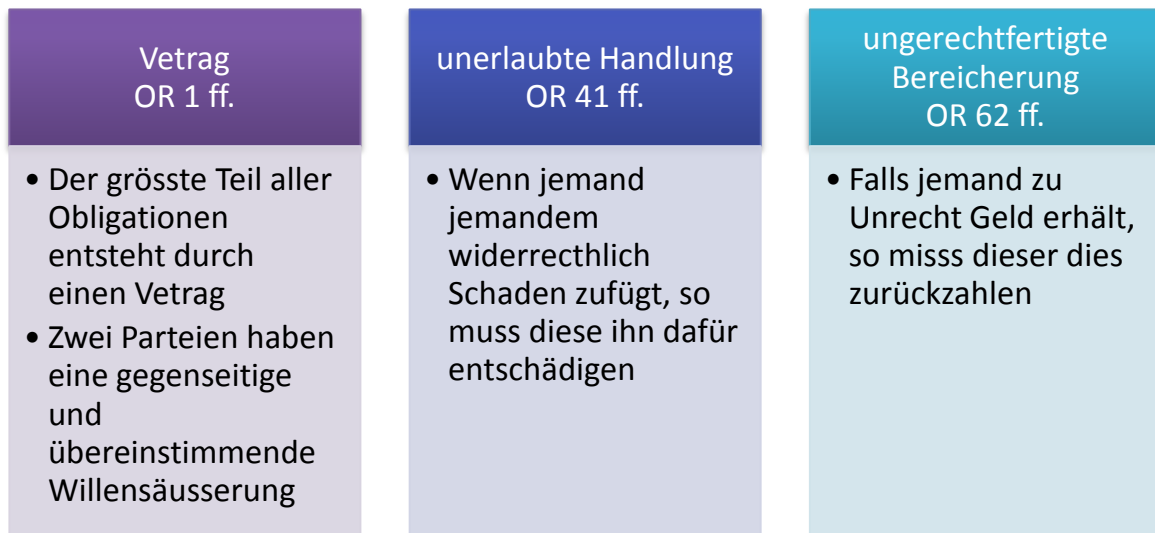 Vetrag
OR 1 ff.
• Der grösste Teil aller
Obligationen
entsteht durch
einen Vetrag
• Zwei Parteien haben
eine gegenseitige
und
übereinstimmende
Willensäusserung
unerlaubte Handlung
OR 41 ff.
• Wenn jemand
jemandem
widerrecthlich
Schaden zufügt, so
muss diese ihn dafür
entschädigen
ungerechtfertigte
Bereicherung
OR 62 ff.
• Falls jemand zu
Unrecht Geld erhält,
so misss dieser dies
zurückzahlen